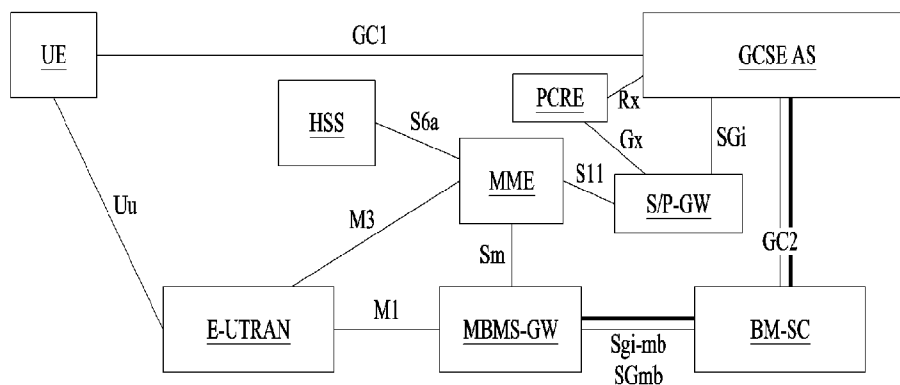 GC1
UE
GCSE AS
PCRE
Rx
HSS
S6a
Gx
SGi
MME
S11
S/P-GW
Uu
M3
Sm
GC2
E-UTRAN
M1
MBMS-GW
Sgi-mb
SGmb
BM-SC